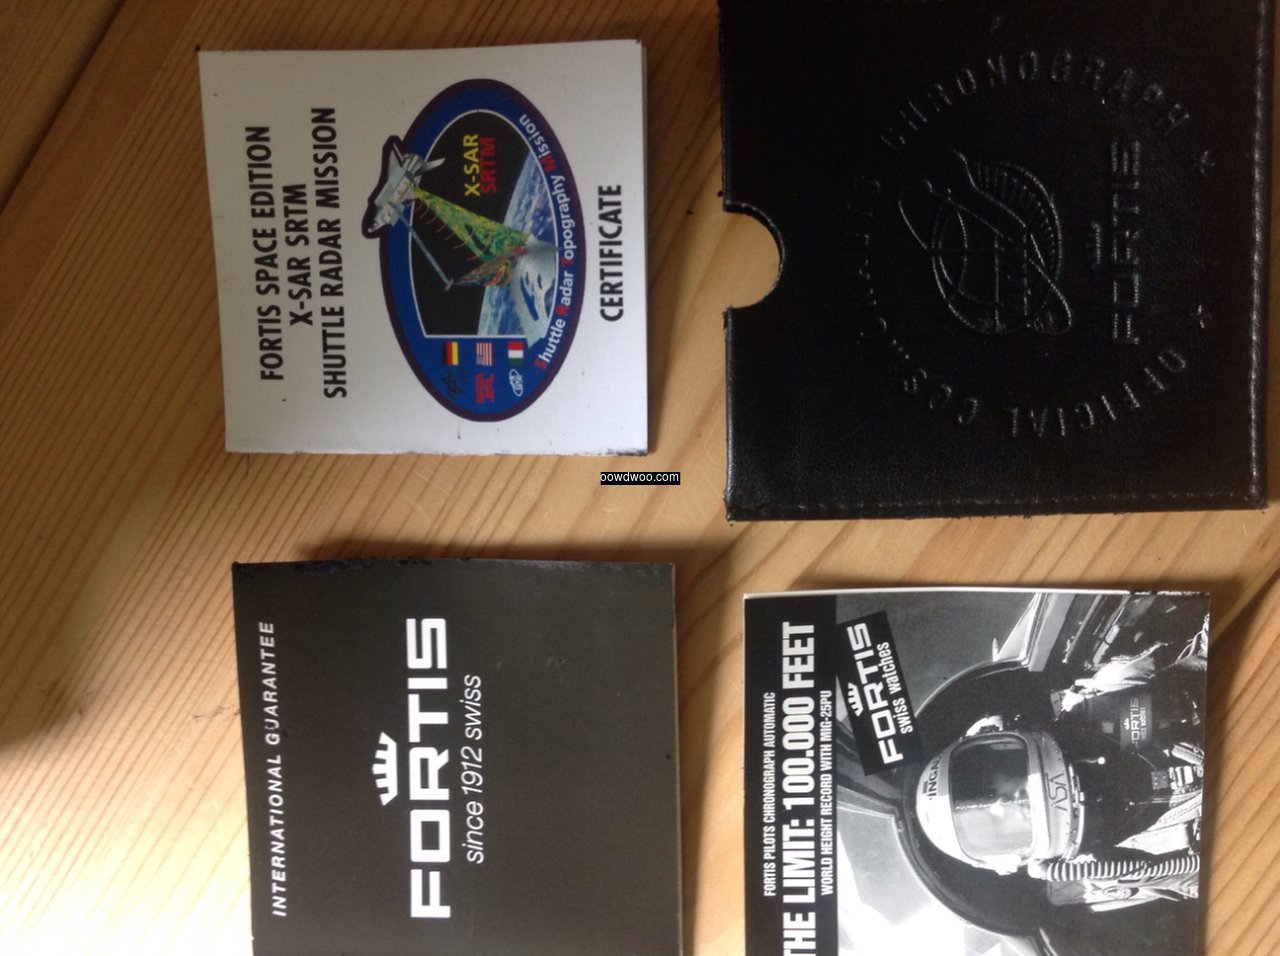 FORTIS SPACE EDITION
X-SAR SRTM
SHUTTLE RADAR MISSION
X-SAR
SRTM
Shuttle Radar Topography Mission
CERTIFICATE
OFFICIAL COSMONAUTS CHRONOGRAPH
FORTIS
oowdwoo.com
INTERNATIONAL GUARANTEE
FORTIS
since 1912 swiss
FORTIS PILOTS CHRONOGRAPH AUTOMATIC
THE LIMIT: 100.000 FEET
WORLD HEIGHT RECORD WITH MIG-25PU
FORTIS
swiss watches
FORTIS